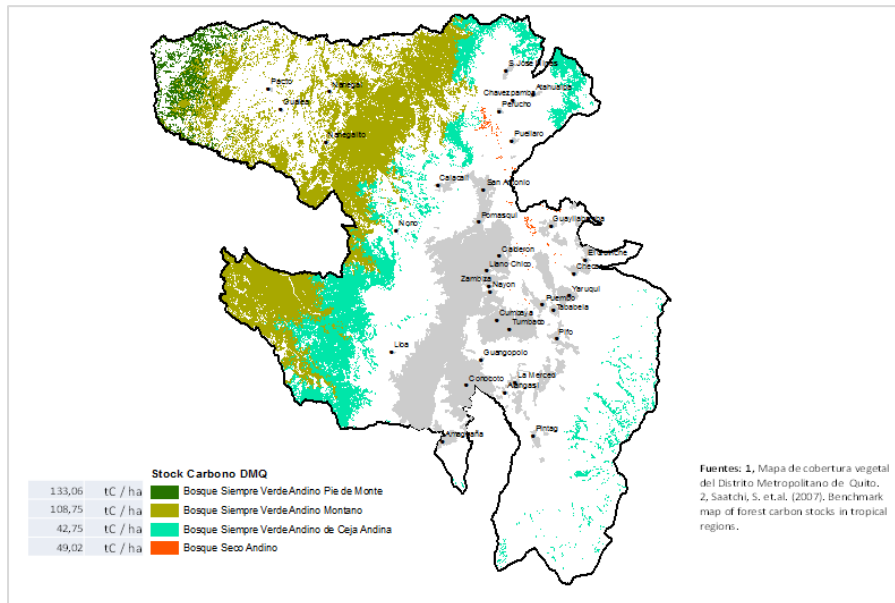 S. José Minas
Atahualpa
Chavezpamba
Perucho
Pacto
Nanegal
Gualea
Puellaro
Nanegalito
Calacali
San Antonio
Pomasqui
Guayllabamba
Nono
Calderon
El Quinche
Llano Chico
Checa
Zambiza
Nayon
Yaruqui
Puembo
Tababela
Cumbaya
Tumbaco
Pifo
Lloa
Guangopolo
La Merced
Conocoto
Alangasi
Pintag
Amaguaña
Stock Carbono DMQ
133,06 tC / ha Bosque Siempre Verde Andino Pie de Monte
108,75 tC / ha Bosque Siempre Verde Andino Montano
42,75 tC / ha Bosque Siempre Verde Andino de Ceja Andina
49,02 tC / ha Bosque Seco Andino
Fuentes: 1, Mapa de cobertura vegetal
del Distrito Metropolitano de Quito.
2, Saatchi, S. et.al. (2007). Benchmark
map of forest carbon stocks in tropical
regions.